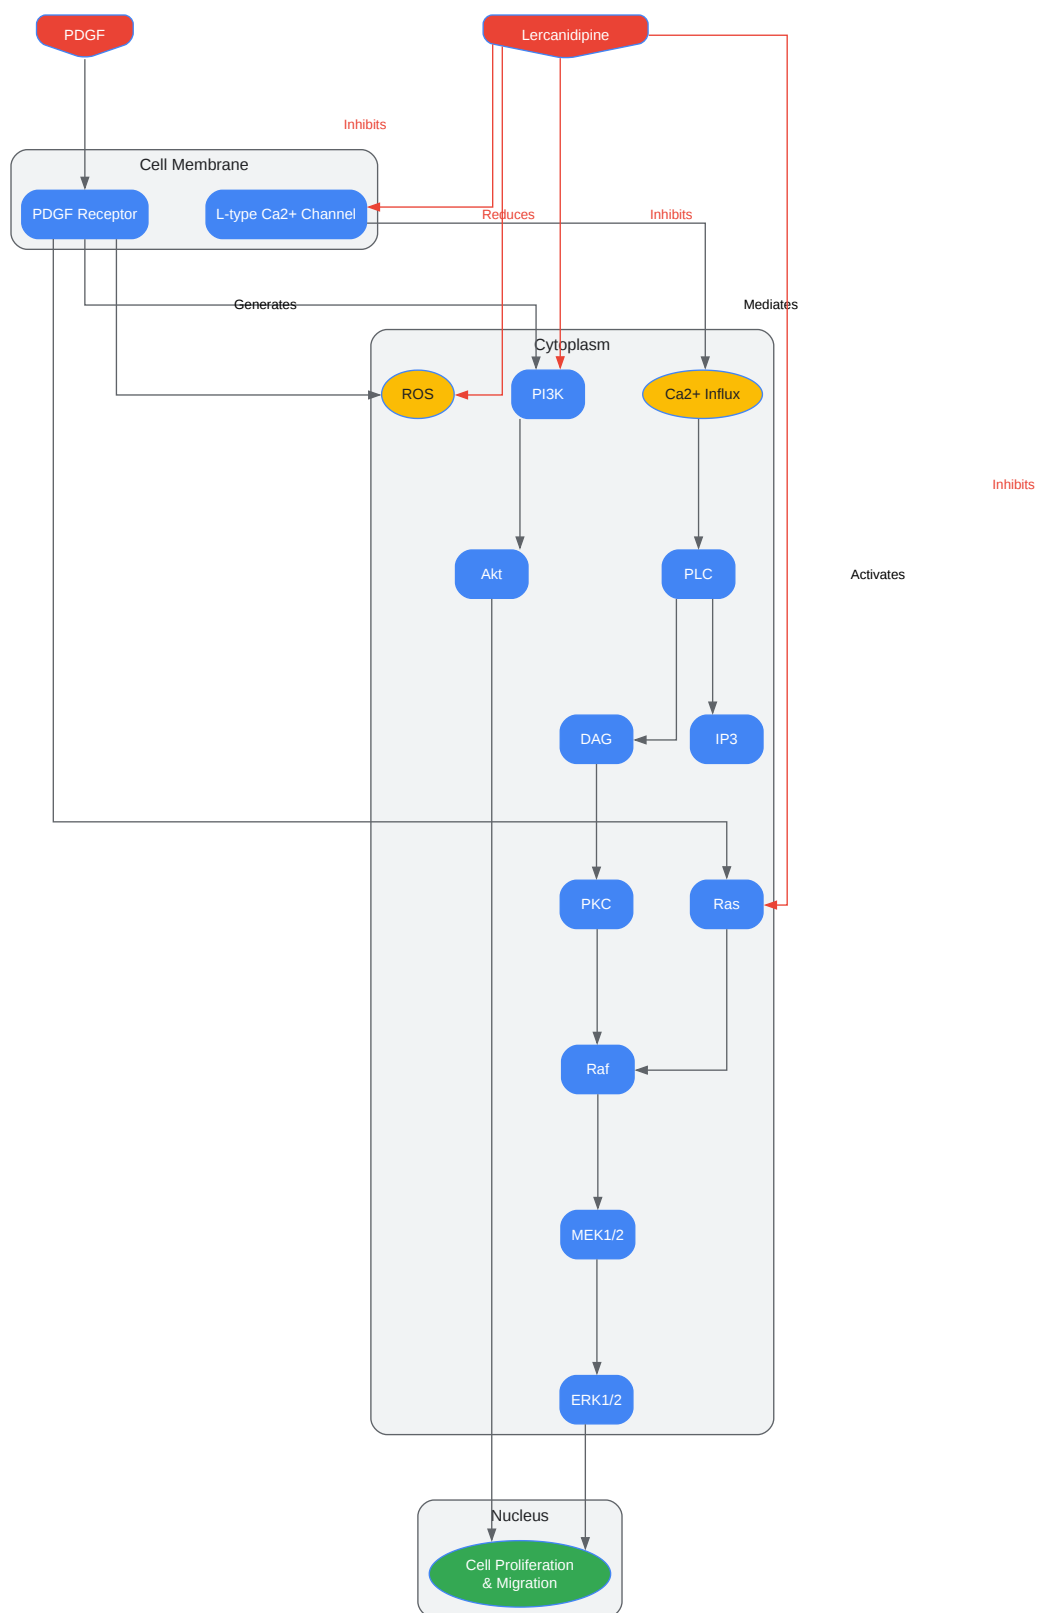 PDGF
Lercanidipine
Inhibits
Cell Membrane
PDGF Receptor
L-type Ca2+ Channel
Reduces
Inhibits
Generates
Mediates
Cytoplasm
ROS
PI3K
Ca2+ Influx
Inhibits
Akt
PLC
Activates
DAG
IP3
PKC
Ras
Raf
MEK1/2
ERK1/2
Nucleus
Cell Proliferation
& Migration